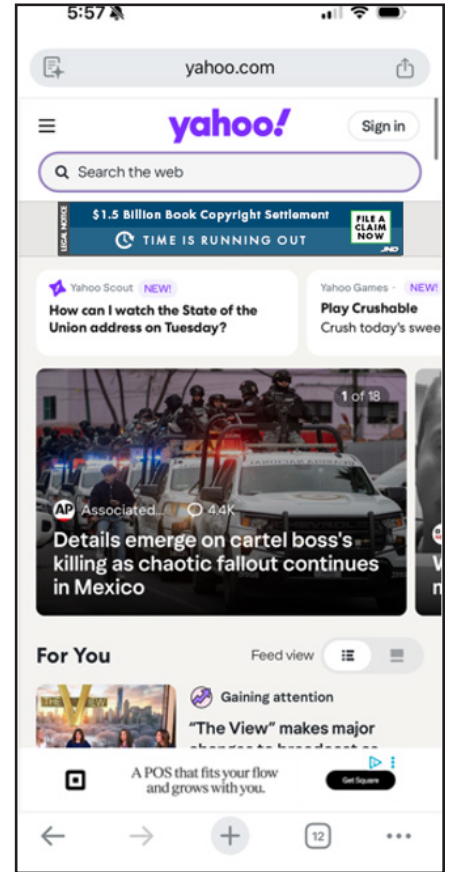 5:57
yahoo.com
yahoo!
Sign in
Search the web
LEGAL NOTICE
$1.5 Billion Book Copyright Settlement
TIME IS RUNNING OUT
FILE A
CLAIM
NOW
JND
Yahoo Scout NEW!
How can I watch the State of the
Union address on Tuesday?
Yahoo Games · NEW!
Play Crushable
Crush today's swee
1 of 18
AP Associated... 4.4K
Details emerge on cartel boss's
killing as chaotic fallout continues
in Mexico
For You
Feed view
Gaining attention
"The View" makes major
A POS that fits your flow
and grows with you.
Get Square
12